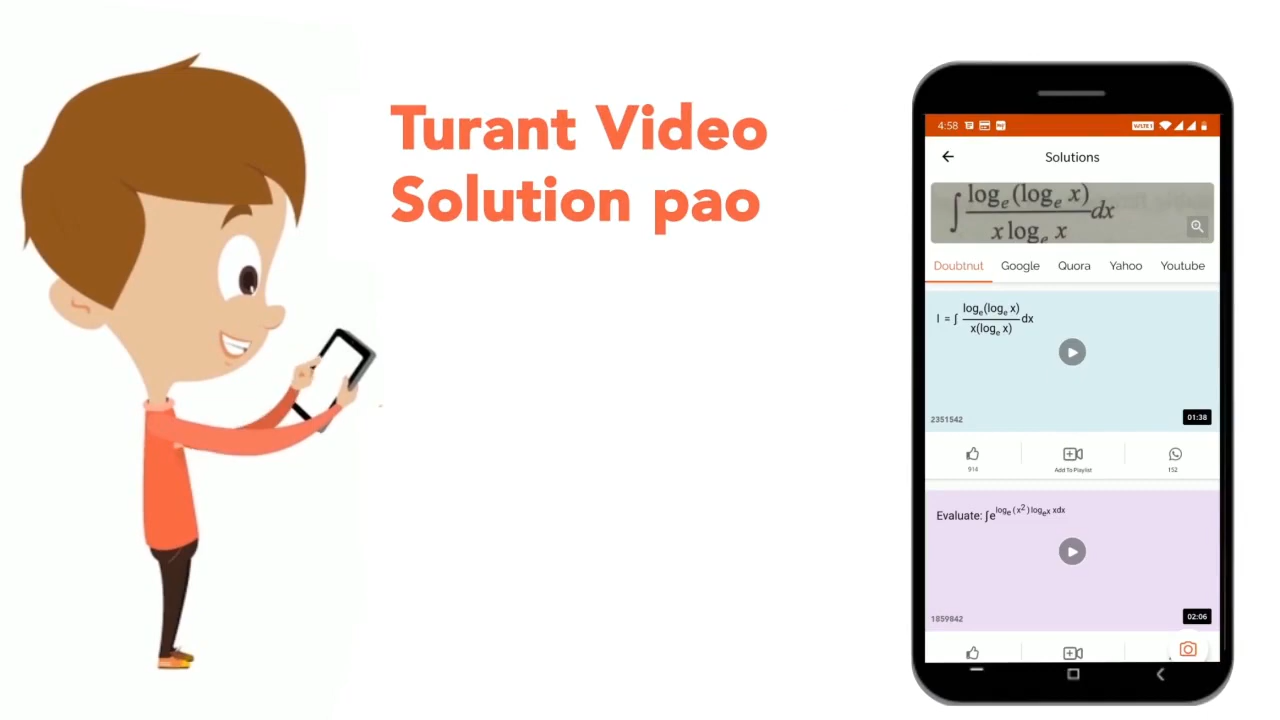 Turant Video
Solution pao
4:58
VoLTE1
Solutions
∫ logₑ(logₑ x) / x logₑ x dx
Doubtnut Google Quora Yahoo Youtube
I = ∫ logₑ(logₑ x) / x(logₑ x) dx
2351542
01:38
914
Add To Playlist
152
Evaluate: ∫e^logₑ(x²)logₑx xdx
1859842
02:06